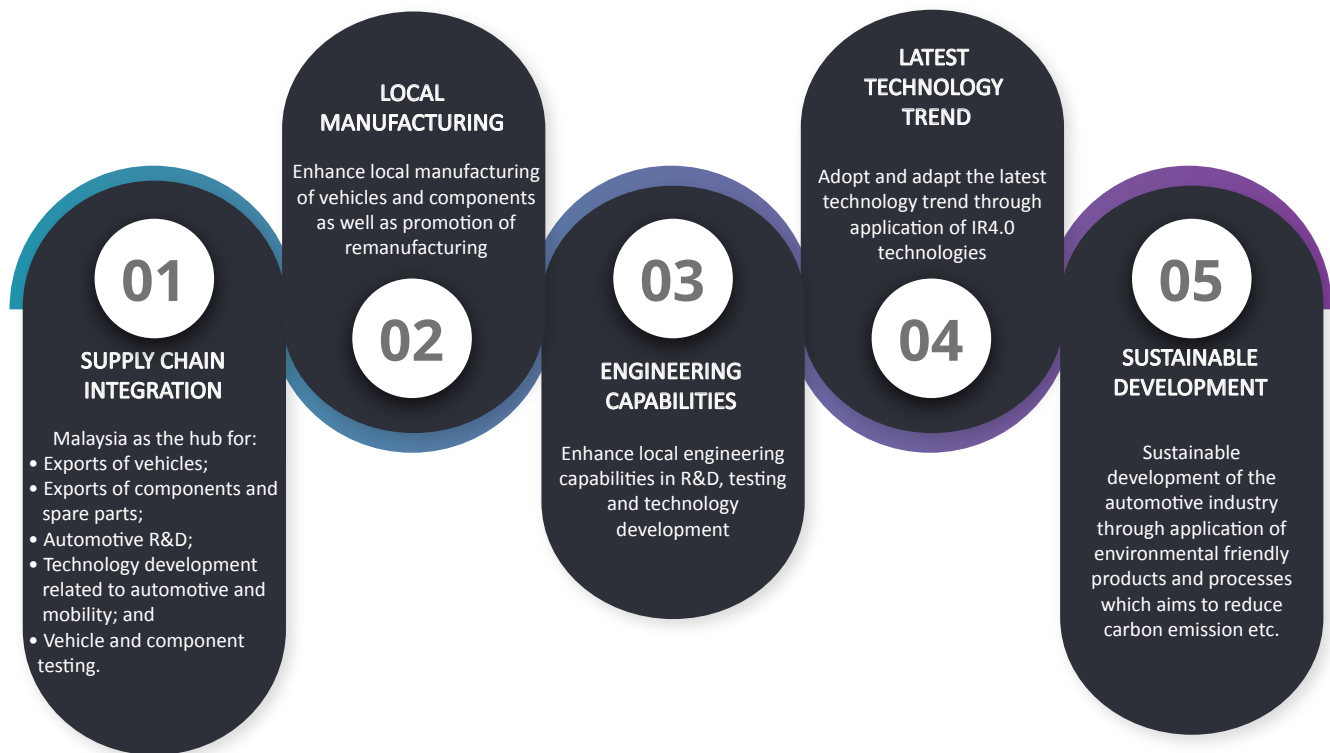 01
SUPPLY CHAIN
INTEGRATION
Malaysia as the hub for:
• Exports of vehicles;
• Exports of components and
spare parts;
• Automotive R&D;
• Technology development
related to automotive and
mobility; and
• Vehicle and component
testing.
LOCAL
MANUFACTURING
Enhance local manufacturing
of vehicles and components
as well as promotion of
remanufacturing
02
03
ENGINEERING
CAPABILITIES
Enhance local engineering
capabilities in R&D, testing
and technology
development
LATEST
TECHNOLOGY
TREND
Adopt and adapt the latest
technology trend through
application of IR4.0
technologies
04
05
SUSTAINABLE
DEVELOPMENT
Sustainable
development of the
automotive industry
through application of
environmental friendly
products and processes
which aims to reduce
carbon emission etc.